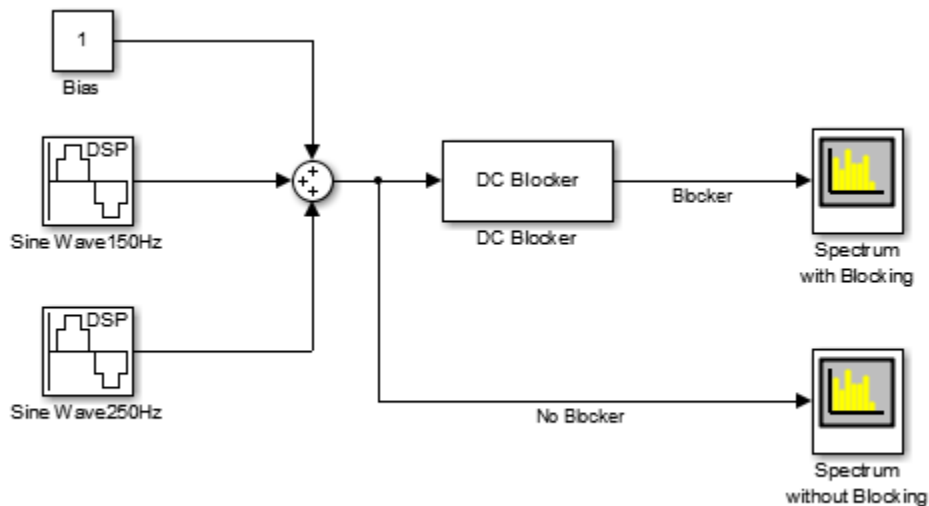 1
Bias
DSP
Sine Wave150Hz
+
+
+
DC Blocker
DC Blocker
Blocker
Spectrum
with Blocking
DSP
Sine Wave250Hz
No Blocker
Spectrum
without Blocking